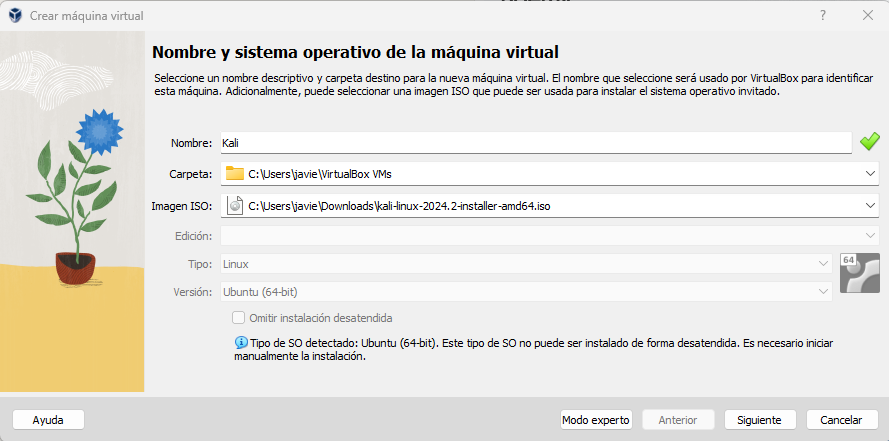 Crear máquina virtual
Nombre y sistema operativo de la máquina virtual
Seleccione un nombre descriptivo y carpeta destino para la nueva máquina virtual. El nombre que seleccione será usado por VirtualBox para identificar
esta máquina. Adicionalmente, puede seleccionar una imagen ISO que puede ser usada para instalar el sistema operativo invitado.
Nombre: Kali
Carpeta: C:\Users\javie\VirtualBox VMs
Imagen ISO: C:\Users\javie\Downloads\kali-linux-2024.2-installer-amd64.iso
Edición:
Tipo: Linux
64
Versión: Ubuntu (64-bit)
Omitir instalación desatendida
Tipo de SO detectado: Ubuntu (64-bit). Este tipo de SO no puede ser instalado de forma desatendida. Es necesario iniciar
manualmente la instalación.
Ayuda Modo experto Anterior Siguiente Cancelar